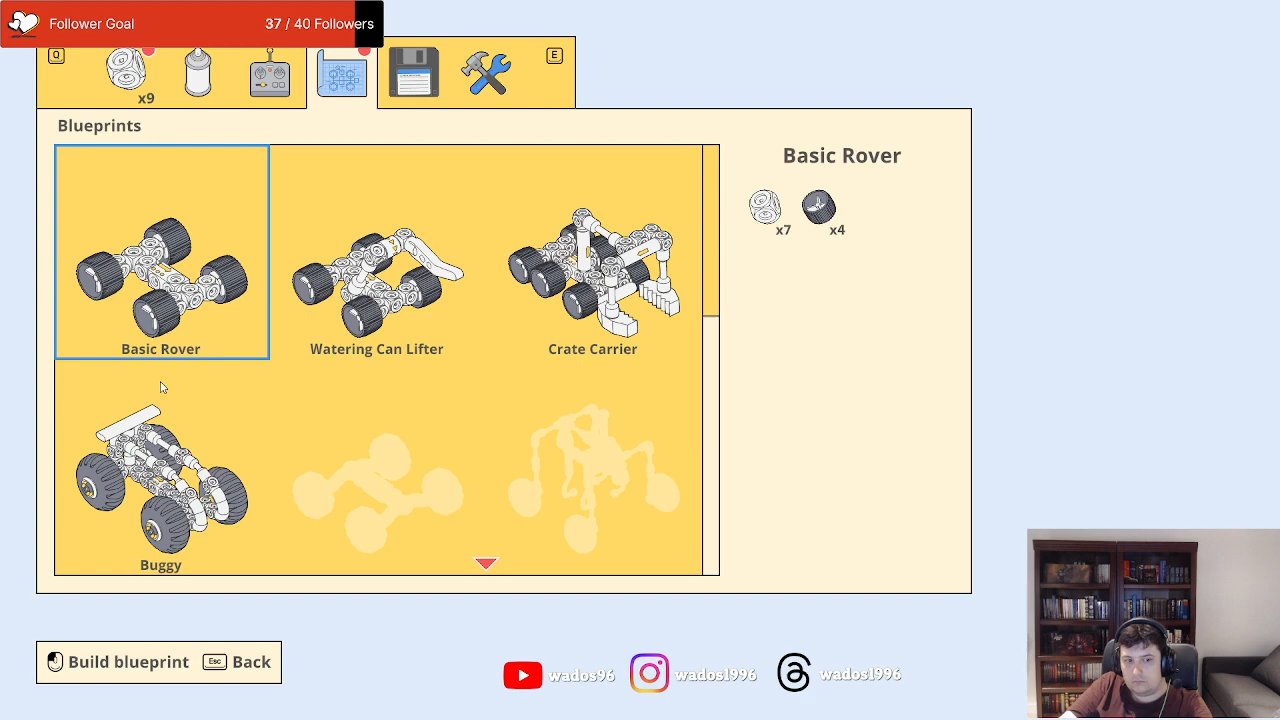 Follower Goal 37 / 40 Followers
Q x9 E
Blueprints
Basic Rover
x7 x4
Basic Rover Watering Can Lifter Crate Carrier
Buggy
Build blueprint Esc Back
wados96 wados1996 wados1996